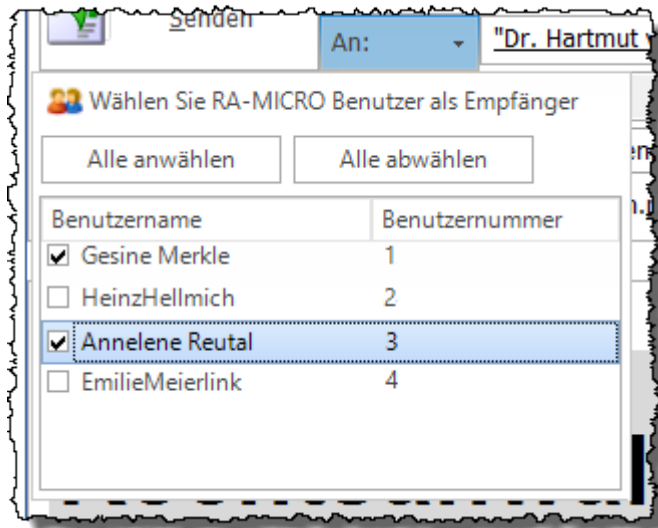 Senden
An:
"Dr. Hartmut
Wählen Sie RA-MICRO Benutzer als Empfänger
Alle anwählen Alle abwählen
Benutzername Benutzernummer
Gesine Merkle 1
HeinzHellmich 2
Annelene Reutal 3
EmilieMeierlink 4